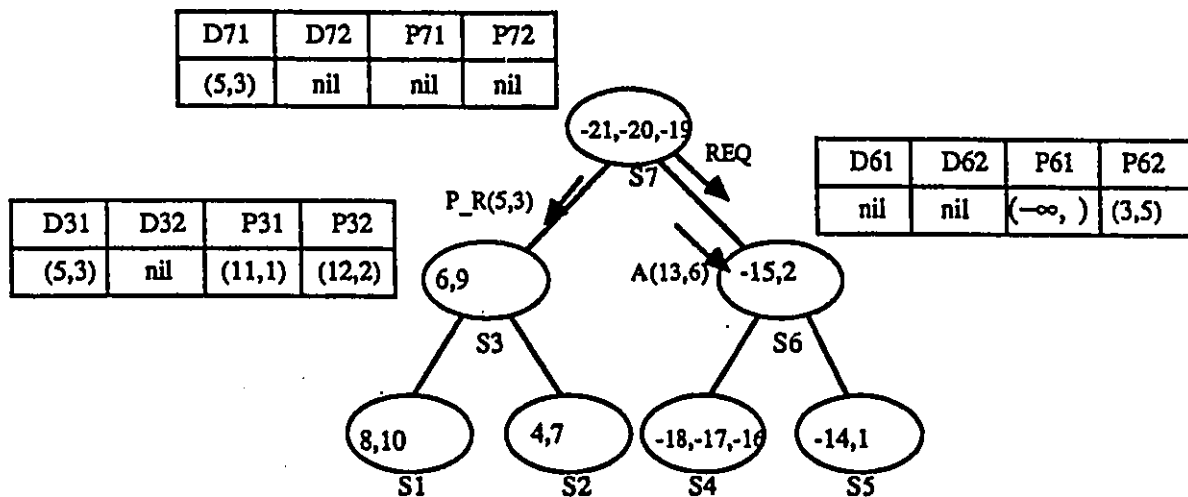 D71 D72 P71 P72
(5,3) nil nil nil
-21,-20,-19
S7
REQ
P_R(5,3)
D61 D62 P61 P62
nil nil (−∞, ) (3,5)
D31 D32 P31 P32
(5,3) nil (11,1) (12,2)
A(13,6)
6,9
-15,2
S3
S6
8,10
4,7
-18,-17,-16
-14,1
S1
S2
S4
S5